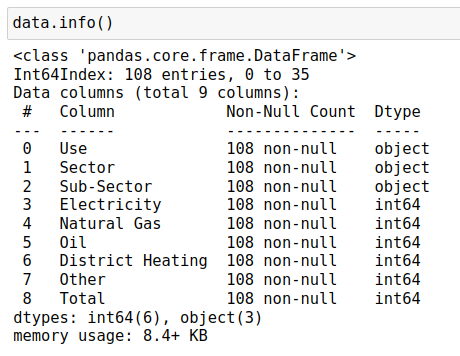 data.info()
<class 'pandas.core.frame.DataFrame'>
Int64Index: 108 entries, 0 to 35
Data columns (total 9 columns):
 #   Column            Non-Null Count  Dtype
---  ------            --------------  -----
 0   Use               108 non-null    object
 1   Sector            108 non-null    object
 2   Sub-Sector        108 non-null    object
 3   Electricity       108 non-null    int64
 4   Natural Gas       108 non-null    int64
 5   Oil               108 non-null    int64
 6   District Heating  108 non-null    int64
 7   Other             108 non-null    int64
 8   Total             108 non-null    int64
dtypes: int64(6), object(3)
memory usage: 8.4+ KB